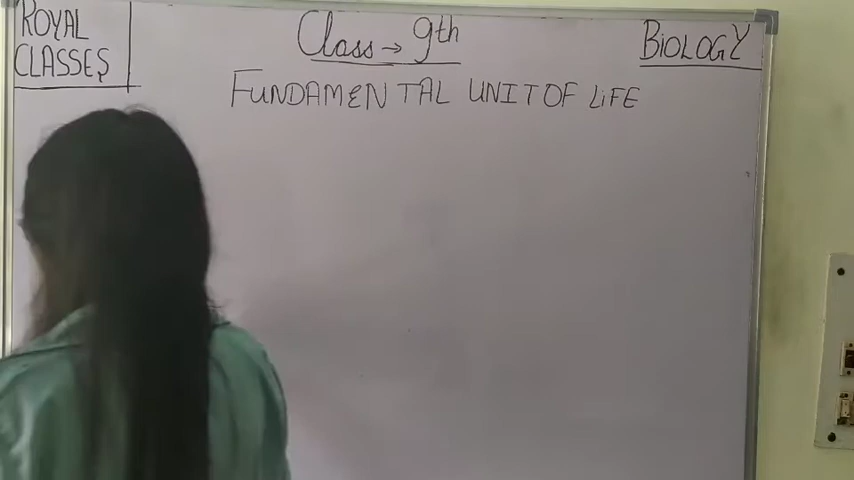 ROYAL
CLASSES
Class → 9th
BiOLOGY
FUNDAMENTAL UNIT OF LiFE